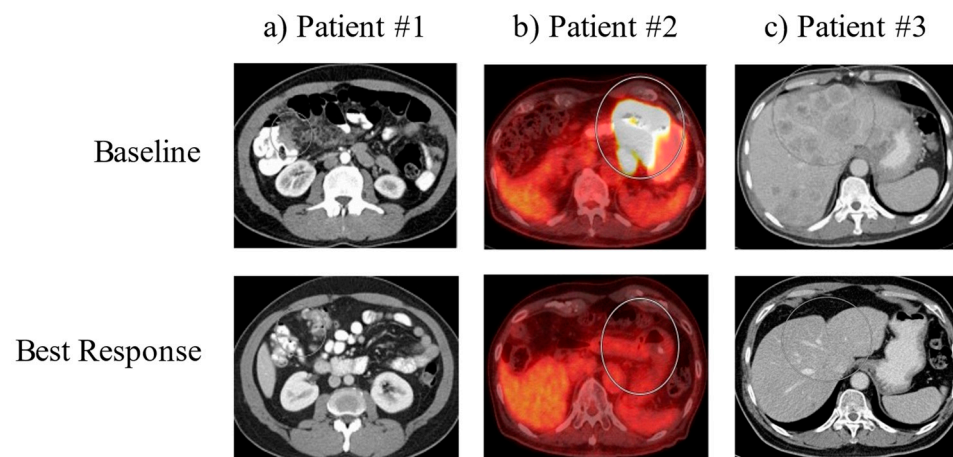 a) Patient #1
b) Patient #2
c) Patient #3
Baseline
Best Response